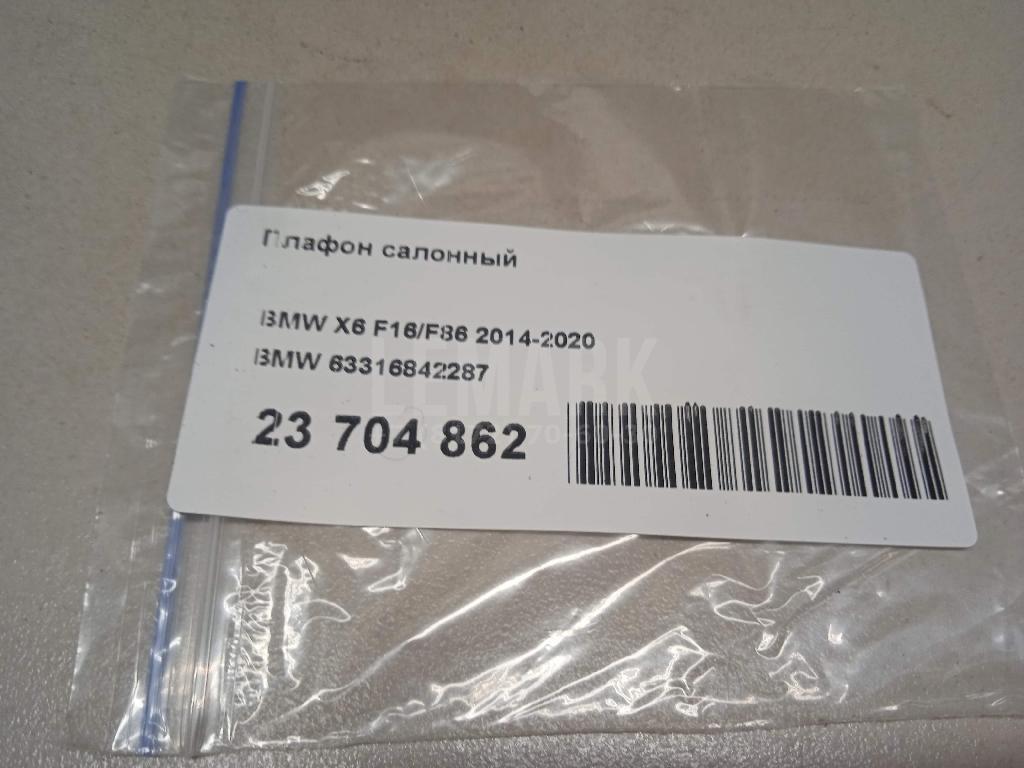 Плафон салонный
BMW X6 F16/F86 2014-2020
BMW 63316842287
LEMARK
23 704 862